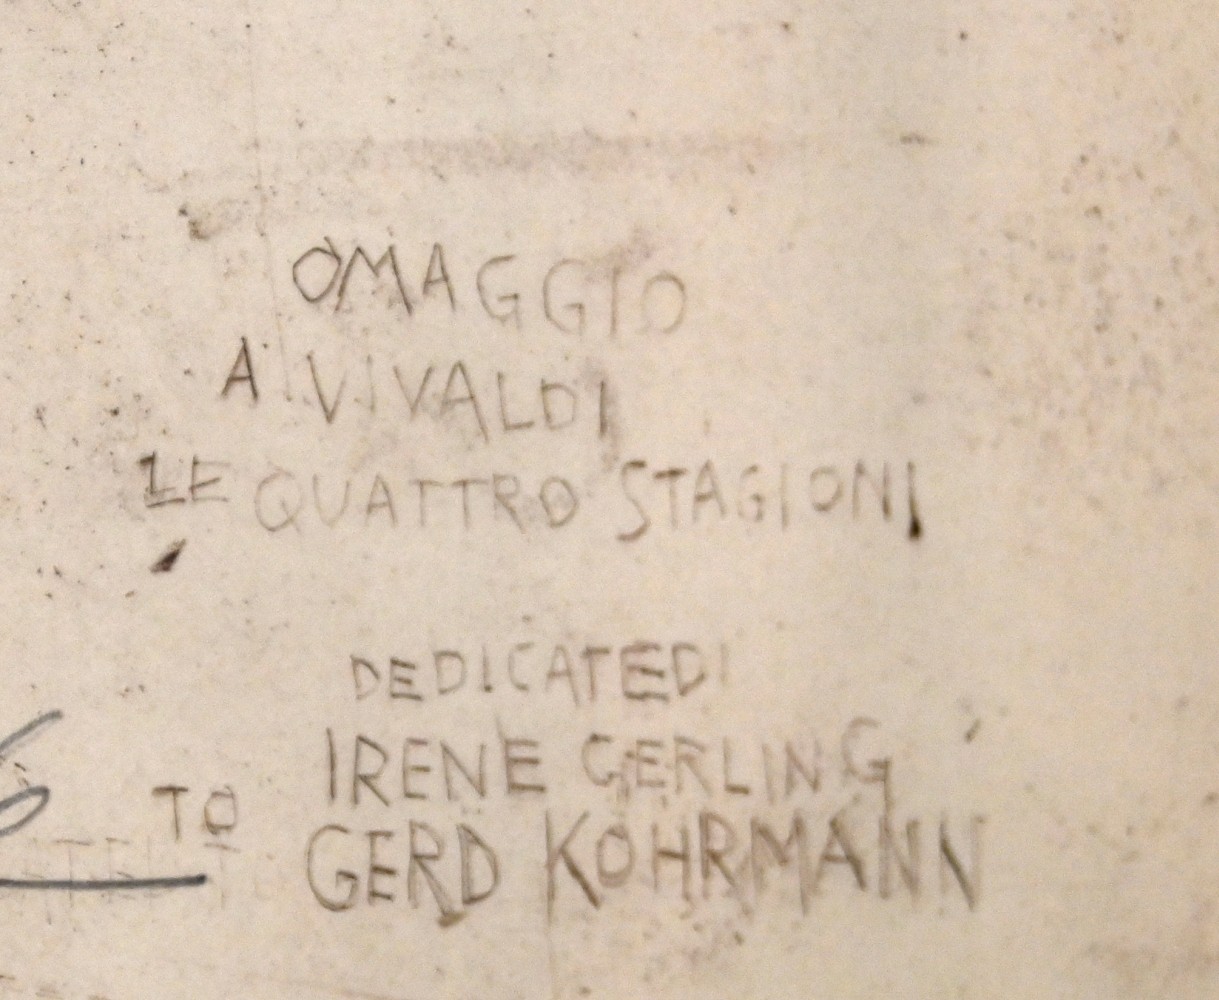 OMAGGIO
A VIVALDI
LE QUATTRO STAGIONI
DEDICATED
IRENE GERLING
TO
GERD KOHRMANN